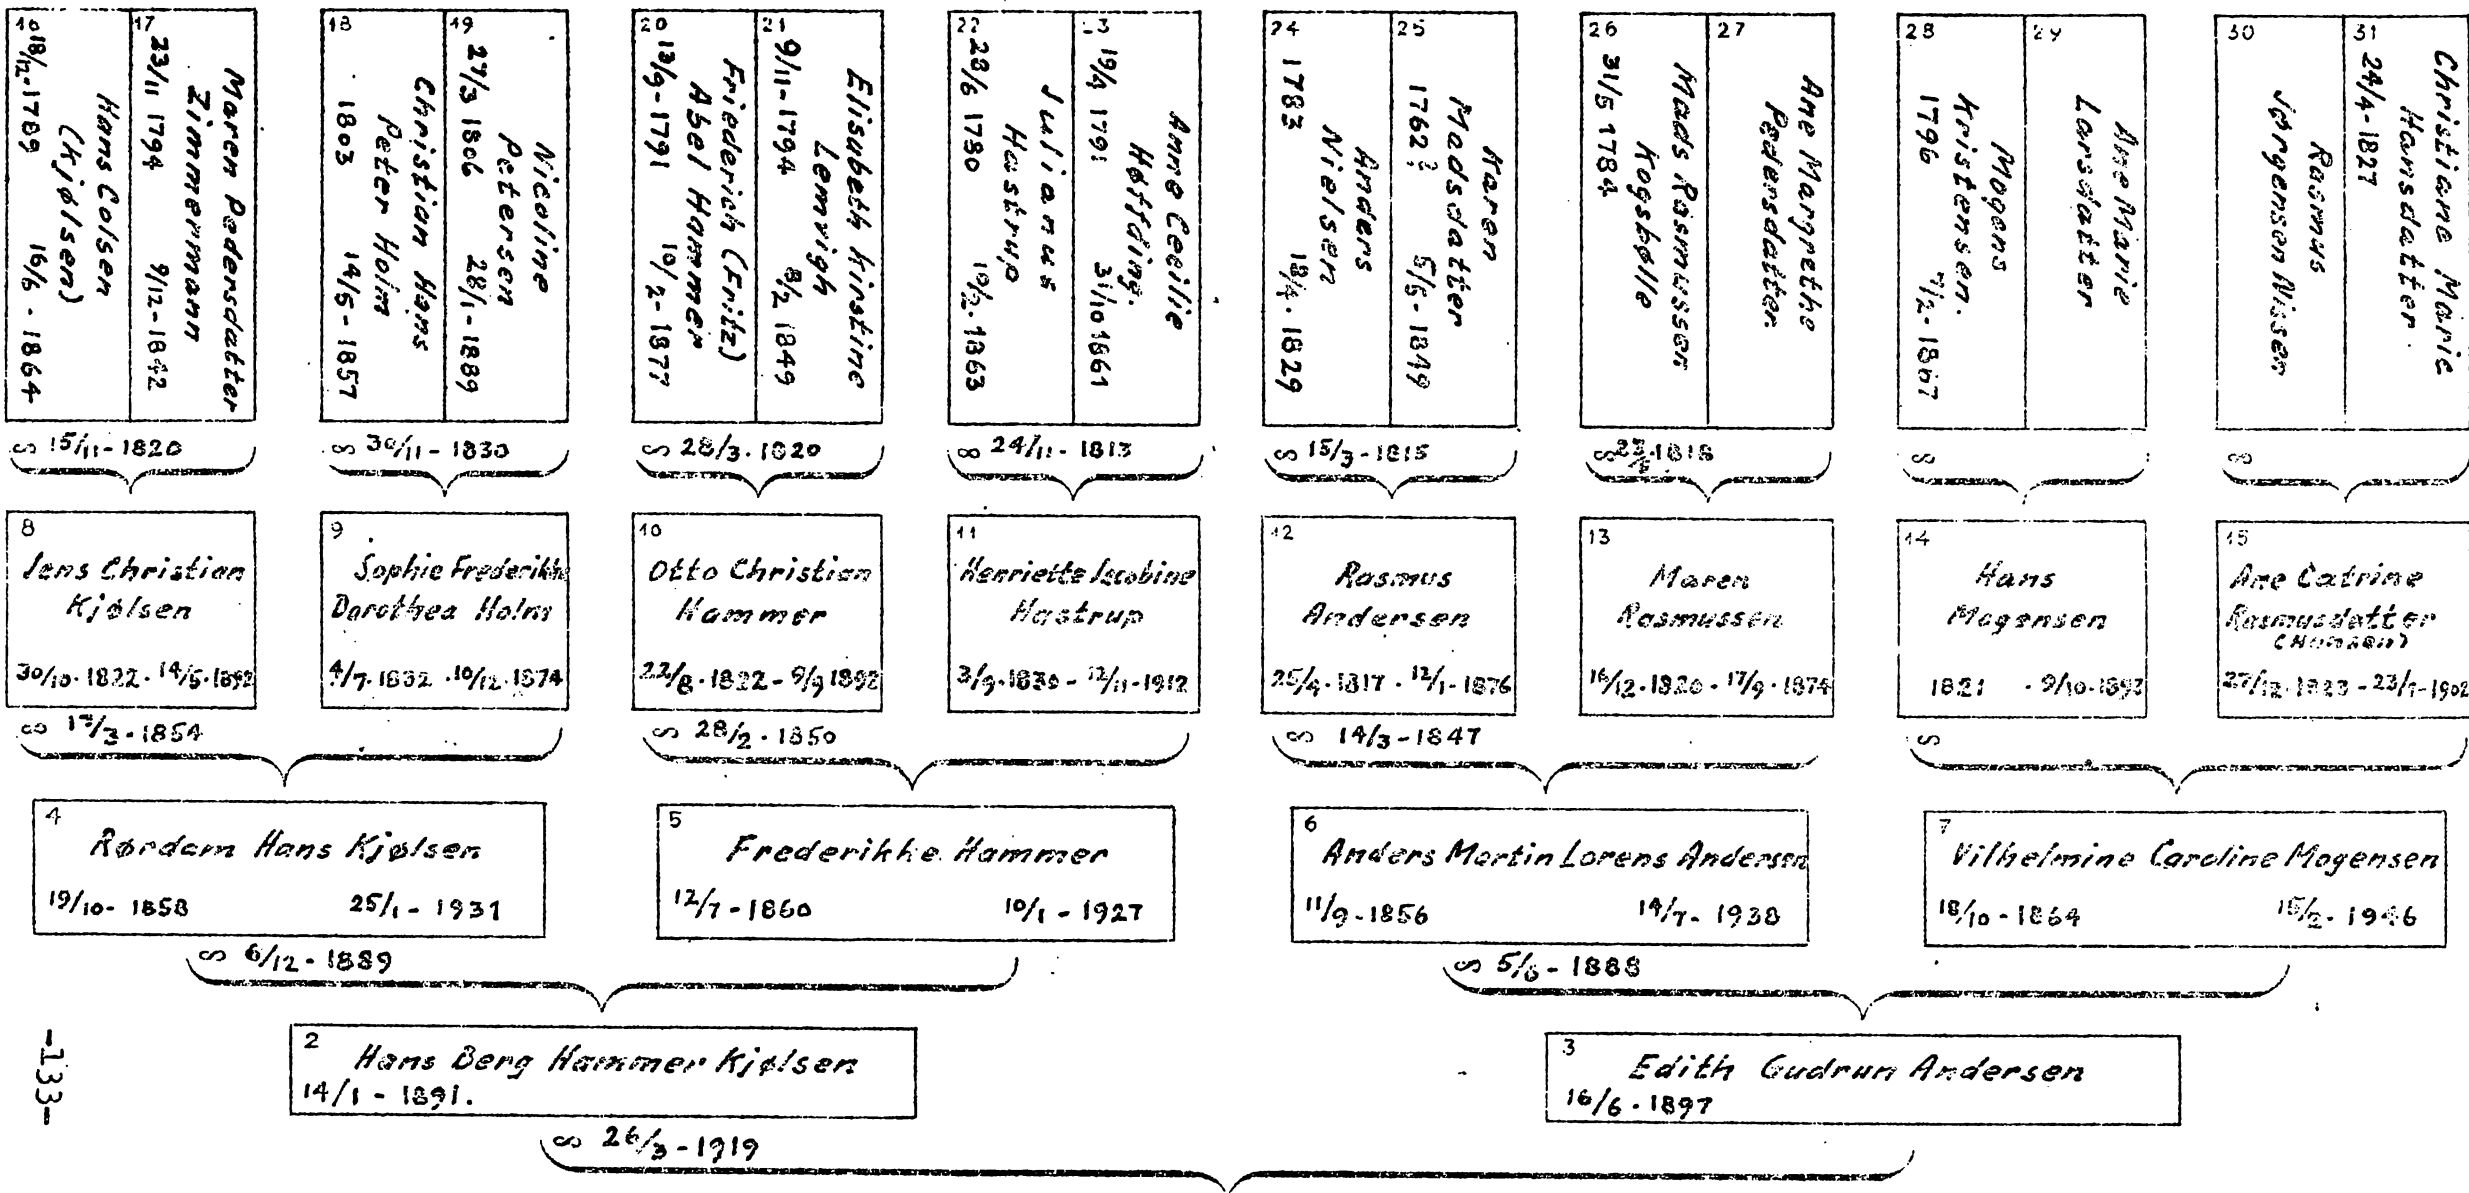 16
18/12-1789
16/6 - 1864
Hans Colsen
(Kjølsen)
17
23/11 1794
9/12-1842
Maren Pedersdatter
Zimmermann
18
1803
14/5-1857
Christian Hans
Peter Holm
19
27/3 1806
28/1-1889
Nicoline
Petersen
20
13/9-1791
10/2-1877
Friederich (Fritz)
Abel Hammer
21
9/11-1794
8/2 1849
Elisabeth Kirstine
Lemvigh
22
28/6 1780
19/2-1863
Julianus
Hastrup
23
19/4 1791
31/10 1861
Anne Cecilie
Høffding.
24
1783
18/4-1829
Anders
Nielsen
25
1762?
5/5-1849
Karen
Madsdatter
26
31/5 1784
Mads Rasmussen
Kogsbølle
27
Ane Margrethe
Pedersdatter.
28
1796
7/2-1867
Mogens
Kristensen.
29
Ane Marie
Larsdatter
30
Rasmus
Jørgensen Nissen
31
24/4-1827
Christiane Marie
Hansdatter.
∞ 15/11-1820
∞ 30/11-1830
∞ 28/3-1820
∞ 24/11-1813
∞ 15/3-1815
∞ 1818
∞
∞
8
Jens Christian
Kjølsen
30/10-1822-14/5-1892
9
Sophie Frederikke
Dorothea Holm
4/7-1832-10/12-1874
10
Otto Christian
Hammer
22/8-1822-9/9 1892
11
Henriette Jacobine
Hastrup
3/9-1830-12/11-1912
12
Rasmus
Andersen
25/4-1817-12/1-1876
13
Maren
Rasmussen
16/12-1820-17/9-1874
14
Hans
Mogensen
1821 - 9/10-1892
15
Ane Catrine
Rasmusdatter
(Hansen)
27/12-1823-23/1-1902
∞ 17/3-1854
∞ 28/2-1850
∞ 14/3-1847
∞
4
Rørdam Hans Kjølsen
19/10-1858 25/1-1931
5
Frederikke Hammer
12/7-1860 10/1-1927
6
Anders Martin Lorens Andersen
11/9-1856 14/7-1938
7
Vilhelmine Caroline Mogensen
18/10-1864 15/2-1946
∞ 6/12-1889
∞ 5/6-1888
2
Hans Berg Hammer Kjølsen
14/1-1891.
3
Edith Gudrun Andersen
16/6-1897
∞ 26/3-1919
-133-